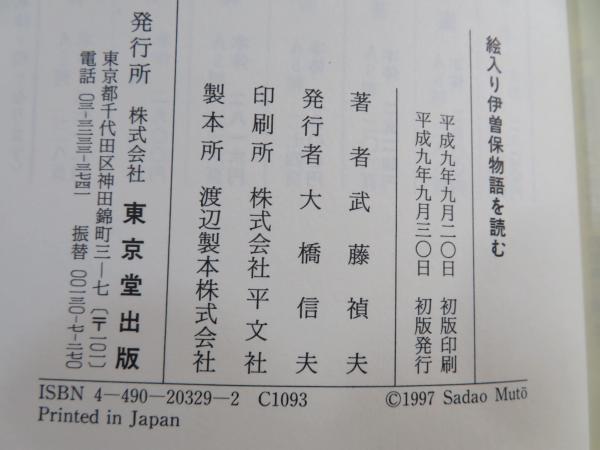 絵入り伊曽保物語を読む
平成九年九月二〇日　初版印刷
平成九年九月三〇日　初版発行
著者 武藤禎夫
発行者 大橋信夫
印刷所 株式会社平文社
製本所 渡辺製本株式会社
発行所 株式会社 東京堂出版
東京都千代田区神田錦町三―七〔〒一〇一〕
電話 〇三-三二三三-三七四一　振替 〇〇一三〇-七-二七〇
ISBN 4―490―20329―2 C1093 ©1997 Sadao Mutō
Printed in Japan